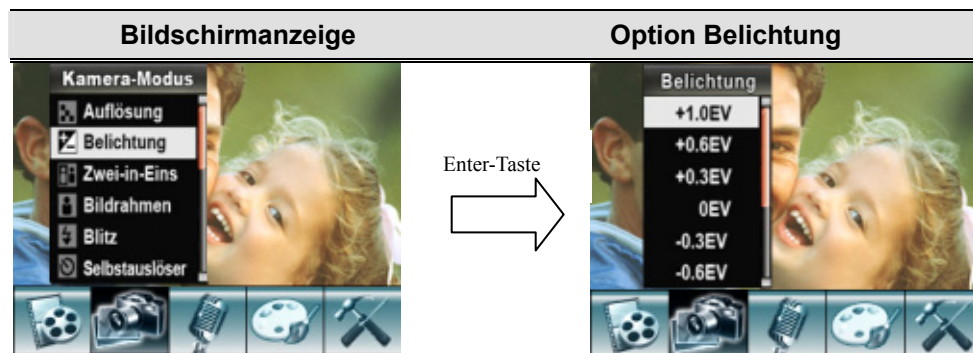 Bildschirmanzeige
Option Belichtung
Kamera-Modus
Auflösung
Belichtung
Zwei-in-Eins
Bildrahmen
Blitz
Selbstauslöser
Enter-Taste
Belichtung
+1.0EV
+0.6EV
+0.3EV
0EV
-0.3EV
-0.6EV